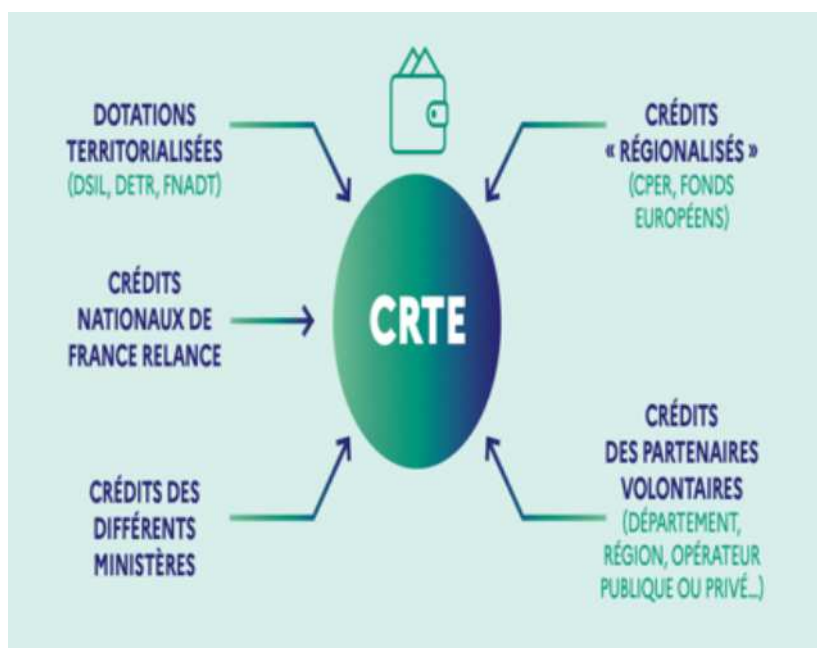 DOTATIONS
TERRITORIALISÉES
(DSIL, DETR, FNADT)
CRÉDITS
NATIONAUX DE
FRANCE RELANCE
CRÉDITS DES
DIFFÉRENTS
MINISTÈRES
CRTE
CRÉDITS
« RÉGIONALISÉS »
(CPER, FONDS
EUROPÉENS)
CRÉDITS
DES PARTENAIRES
VOLONTAIRES
(DÉPARTEMENT,
RÉGION, OPÉRATEUR
PUBLIQUE OU PRIVÉ...)